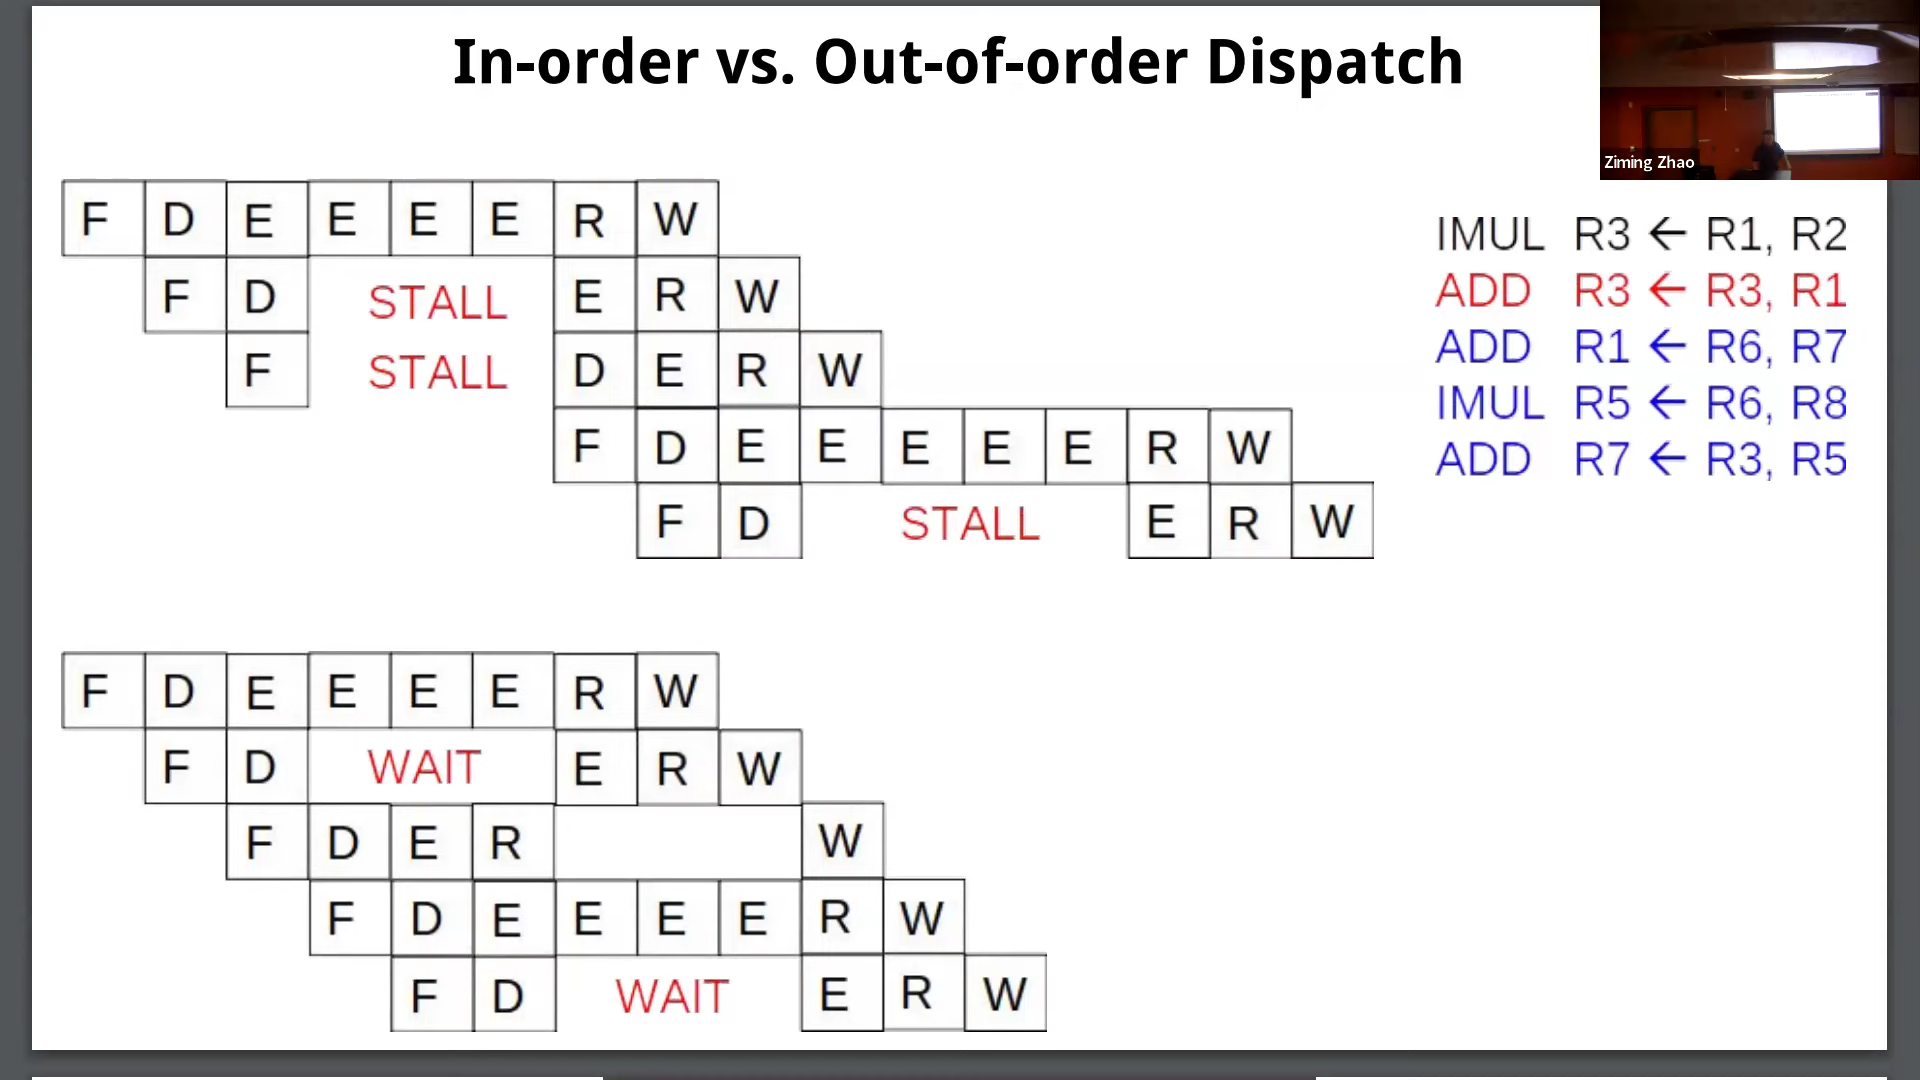 In-order vs. Out-of-order Dispatch
Ziming Zhao
F D E E E E R W
F D STALL E R W
F STALL D E R W
F D E E E E E R W
F D STALL E R W
IMUL R3 ← R1, R2
ADD R3 ← R3, R1
ADD R1 ← R6, R7
IMUL R5 ← R6, R8
ADD R7 ← R3, R5
F D E E E E R W
F D WAIT E R W
F D E R W
F D E E E E R W
F D WAIT E R W